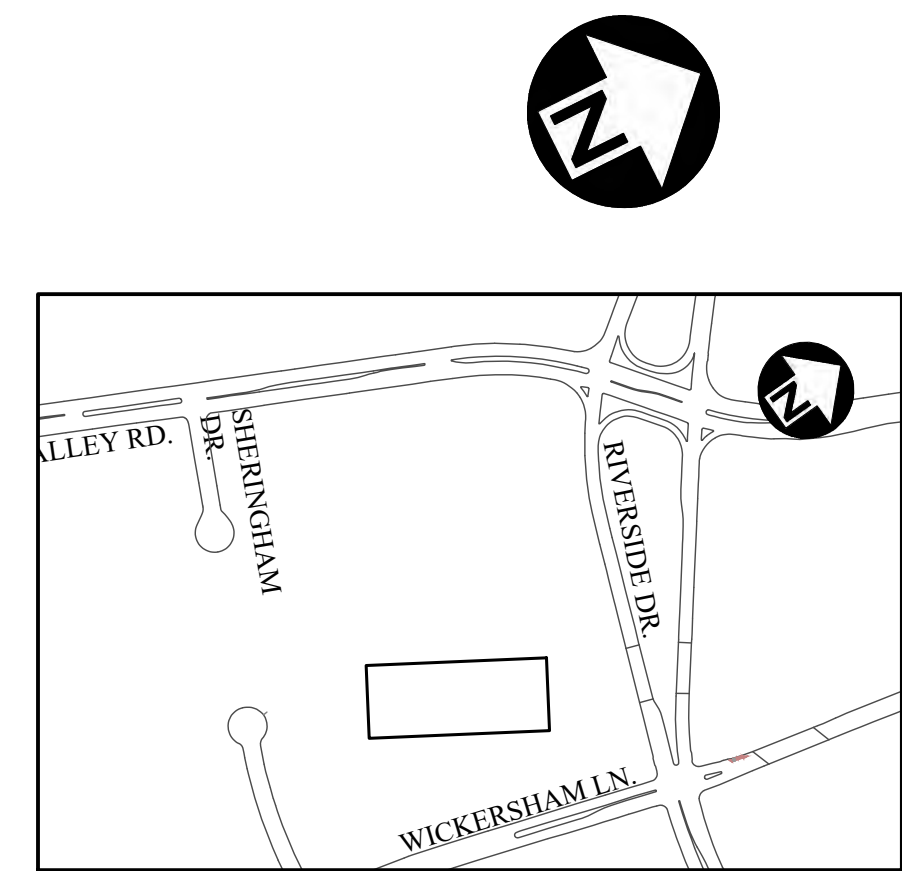 N
N
ALLEY RD.
SHERINGHAM
DR.
RIVERSIDE DR.
WICKERSHAM LN.